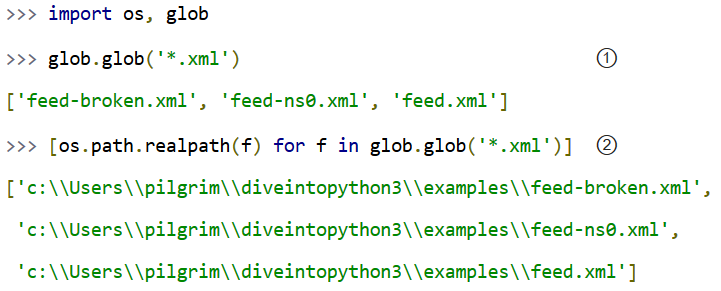 >>> import os, glob
>>> glob.glob('*.xml') ①
['feed-broken.xml', 'feed-ns0.xml', 'feed.xml']
>>> [os.path.realpath(f) for f in glob.glob('*.xml')] ②
['c:\\Users\\pilgrim\\diveintopython3\\examples\\feed-broken.xml',
 'c:\\Users\\pilgrim\\diveintopython3\\examples\\feed-ns0.xml',
 'c:\\Users\\pilgrim\\diveintopython3\\examples\\feed.xml']